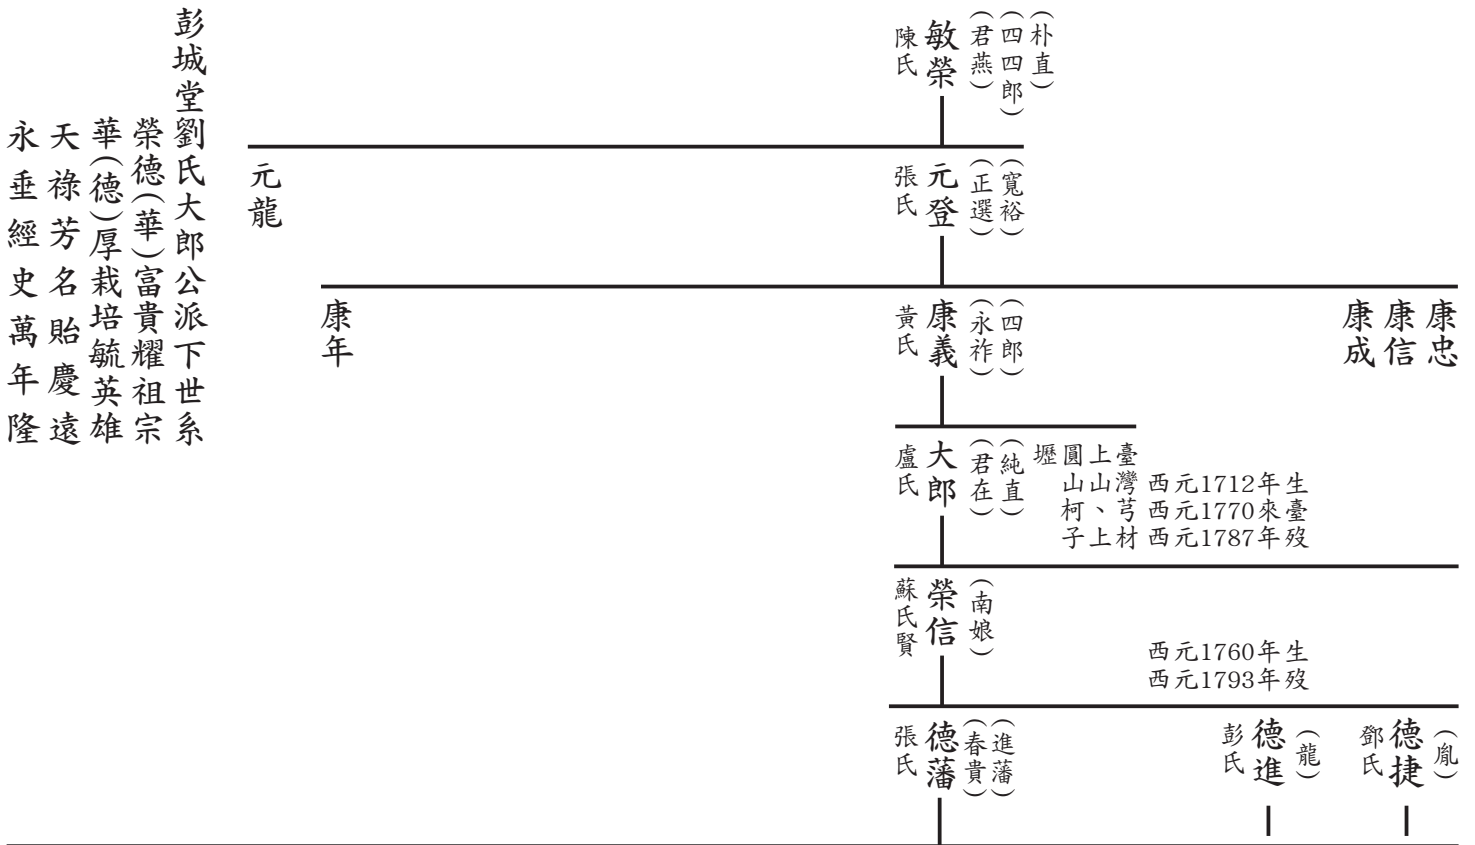 (朴直)
(四四郎)
(君燕)
敏榮
陳氏
(寬裕)
(正選)
元登
張氏
元龍
康忠
康信
康成
(四郎)
(永祚)
康義
黃氏
康年
臺灣芎材
上山、上
圓山柯子
壢
西元1712年生
西元1770來臺
西元1787年歿
(純直)
(君在)
大郎
盧氏
(南娘)
榮信
蘇氏賢
西元1760年生
西元1793年歿
(胤)
德捷
鄧氏
(龍)
德進
彭氏
(進藩)
(春貴)
德藩
張氏
彭城堂劉氏大郎公派下世系
榮德(華)富貴耀祖宗
華(德)厚栽培毓英雄
天祿芳名貽慶遠
永垂經史萬年隆